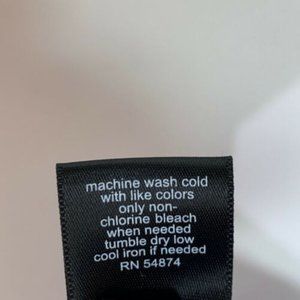 machine wash cold
with like colors
only non-
chlorine bleach
when needed
tumble dry low
cool iron if needed
RN 54874